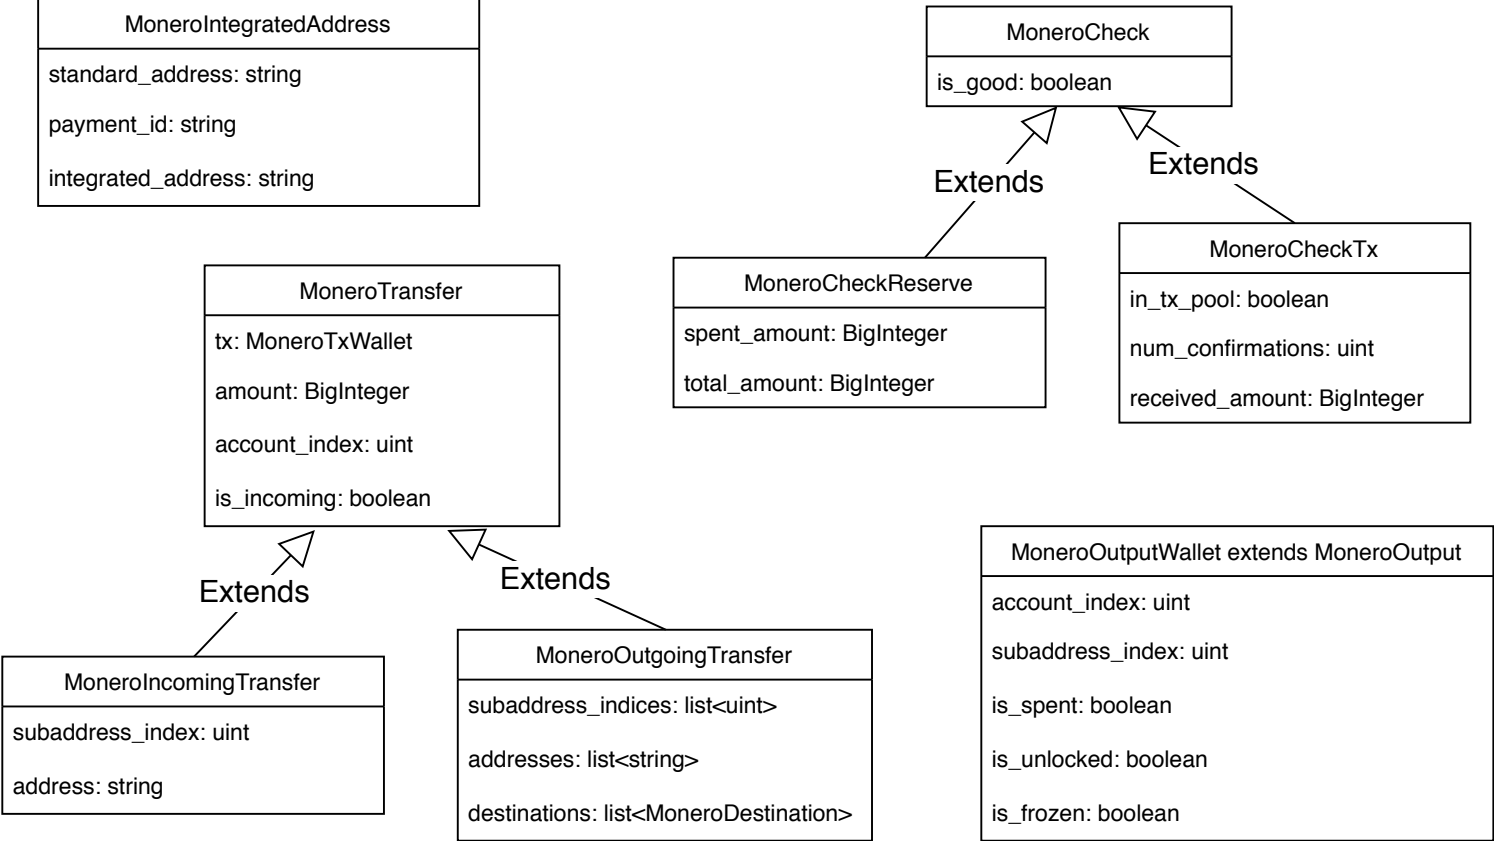 MoneroIntegratedAddress
standard_address: string
payment_id: string
integrated_address: string
MoneroCheck
is_good: boolean
Extends
Extends
MoneroCheckReserve
spent_amount: BigInteger
total_amount: BigInteger
MoneroCheckTx
in_tx_pool: boolean
num_confirmations: uint
received_amount: BigInteger
MoneroTransfer
tx: MoneroTxWallet
amount: BigInteger
account_index: uint
is_incoming: boolean
Extends
Extends
MoneroIncomingTransfer
subaddress_index: uint
address: string
MoneroOutgoingTransfer
subaddress_indices: list<uint>
addresses: list<string>
destinations: list<MoneroDestination>
MoneroOutputWallet extends MoneroOutput
account_index: uint
subaddress_index: uint
is_spent: boolean
is_unlocked: boolean
is_frozen: boolean